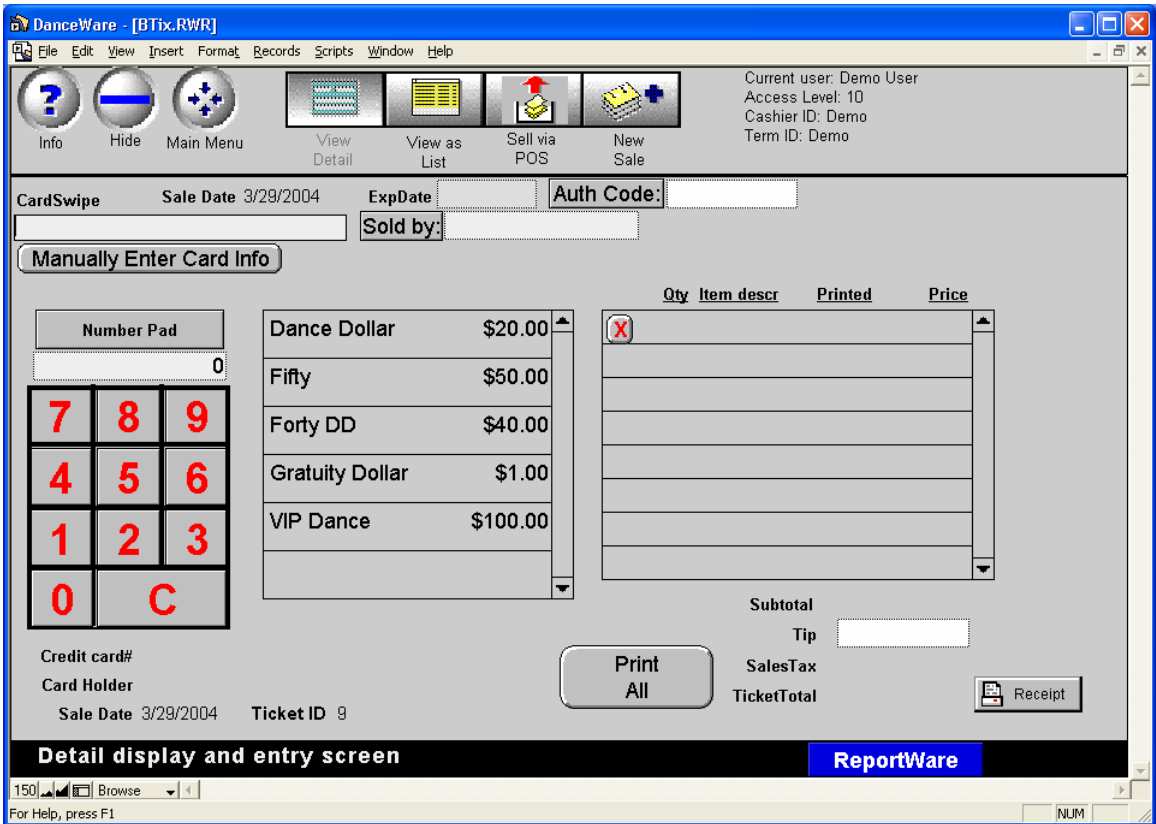 DanceWare - [BTix.RWR]
File Edit View Insert Format Records Scripts Window Help
Current user: Demo User
Access Level: 10
Cashier ID: Demo
Term ID: Demo
?
Info
Hide
Main Menu
View
Detail
View as
List
Sell via
POS
New
Sale
CardSwipe Sale Date 3/29/2004 ExpDate Auth Code:
Sold by:
Manually Enter Card Info
Qty Item descr Printed Price
Number Pad
0
7 8 9
4 5 6
1 2 3
0 C
Dance Dollar $20.00
Fifty $50.00
Forty DD $40.00
Gratuity Dollar $1.00
VIP Dance $100.00
X
Subtotal
Tip
SalesTax
TicketTotal
Print
All
Receipt
Credit card#
Card Holder
Sale Date 3/29/2004 Ticket ID 9
Detail display and entry screen
ReportWare
150 Browse
For Help, press F1 NUM